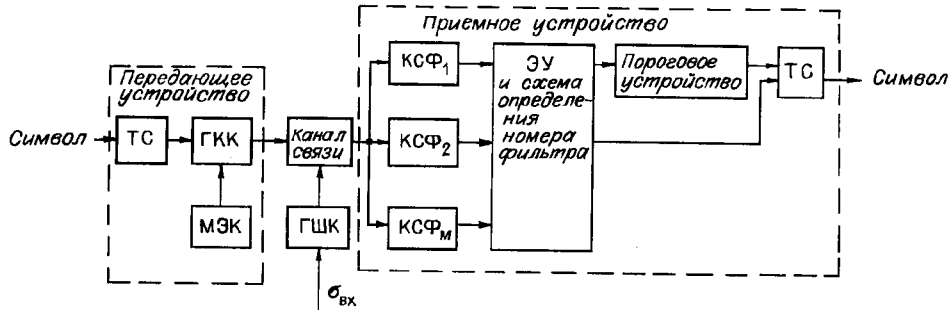 Приемное устройство
Передающее
устройство
Символ
ТС
ГКК
МЭК
Канал
связи
ГШК
σвх
КСФ1
КСФ2
КСФм
ЭУ
и схема
определе-
ния
номера
фильтра
Пороговое
устройство
ТС
Символ